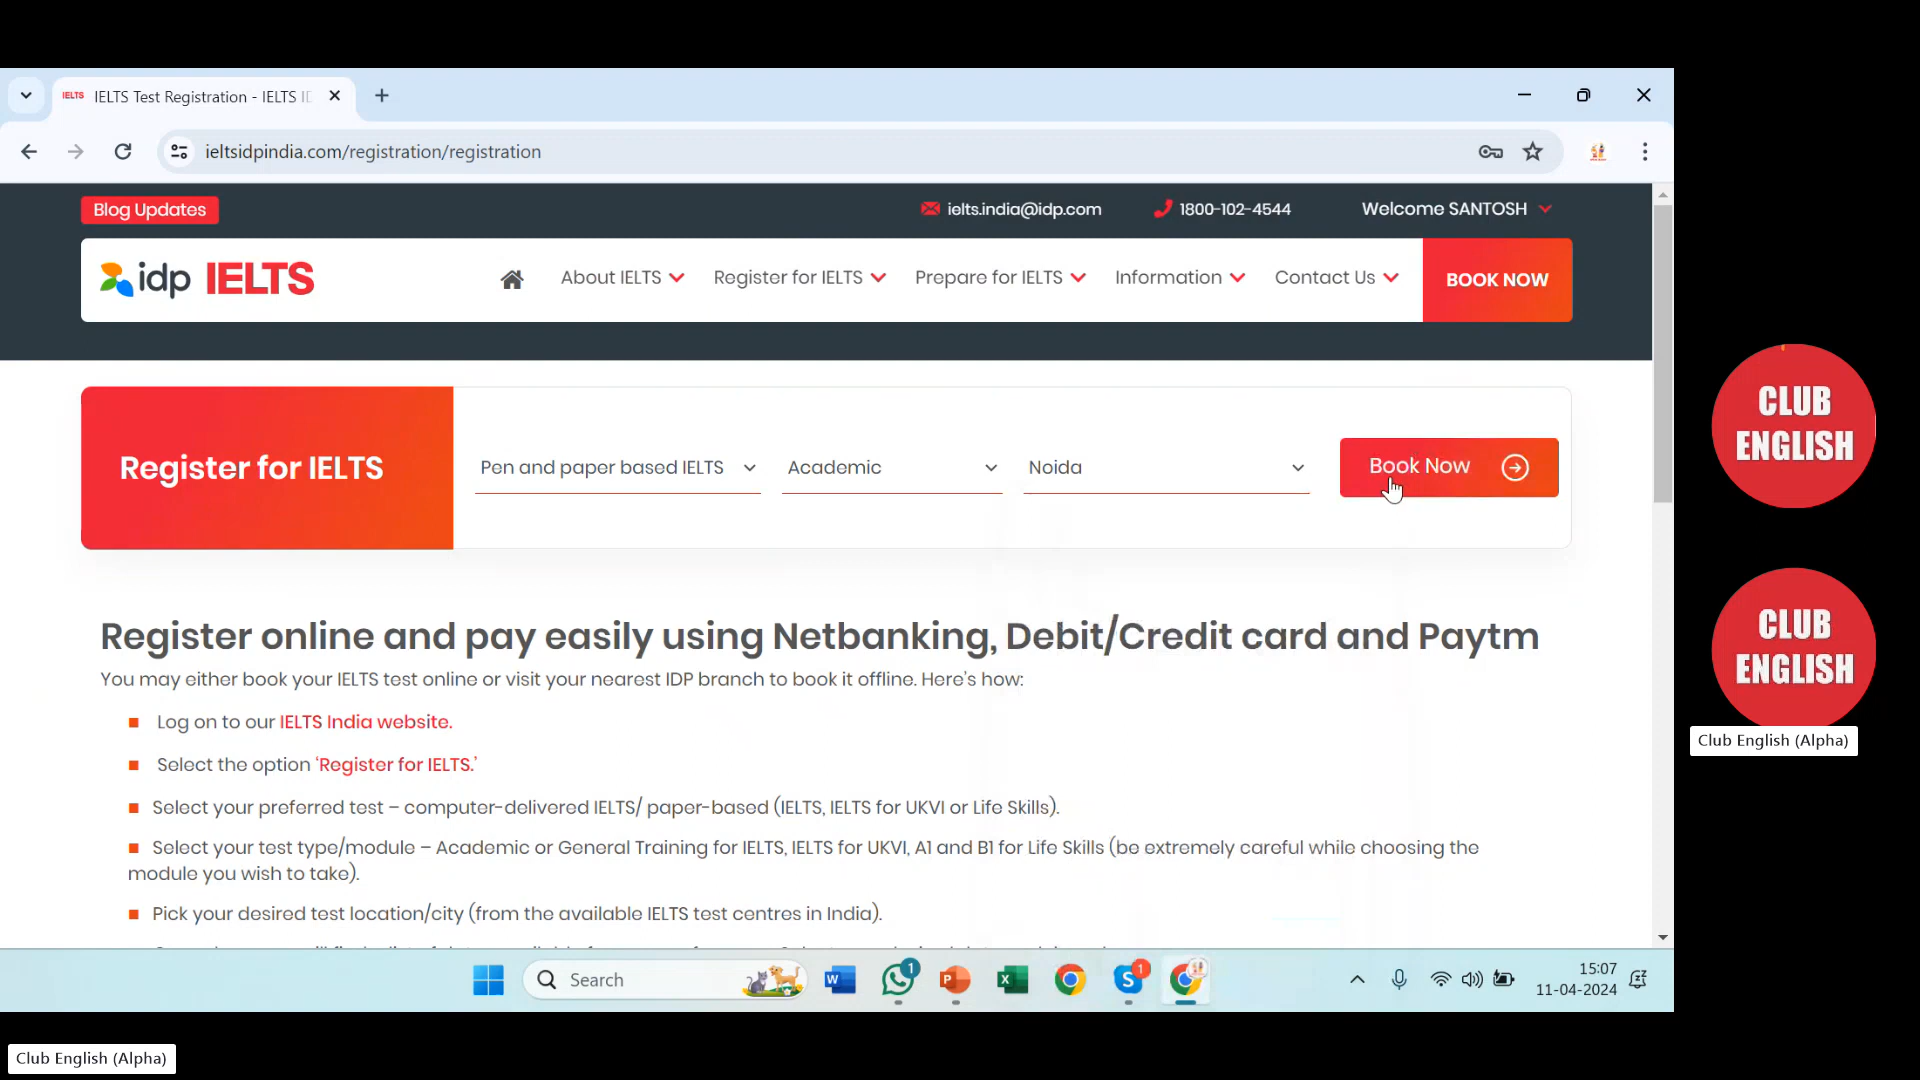 IELTS IELTS Test Registration - IELTS I
ieltsidpindia.com/registration/registration
Blog Updates
ielts.india@idp.com
1800-102-4544
Welcome SANTOSH
idp IELTS
About IELTS
Register for IELTS
Prepare for IELTS
Information
Contact Us
BOOK NOW
Register for IELTS
Pen and paper based IELTS
Academic
Noida
Book Now
Register online and pay easily using Netbanking, Debit/Credit card and Paytm
You may either book your IELTS test online or visit your nearest IDP branch to book it offline. Here's how:
Log on to our IELTS India website.
Select the option ‘Register for IELTS.’
Select your preferred test – computer-delivered IELTS/ paper-based (IELTS, IELTS for UKVI or Life Skills).
Select your test type/module – Academic or General Training for IELTS, IELTS for UKVI, A1 and B1 for Life Skills (be extremely careful while choosing the
module you wish to take).
Pick your desired test location/city (from the available IELTS test centres in India).
Search
W
1
P
X
S
1
15:07
11-04-2024
CLUB
ENGLISH
CLUB
ENGLISH
Club English (Alpha)
Club English (Alpha)